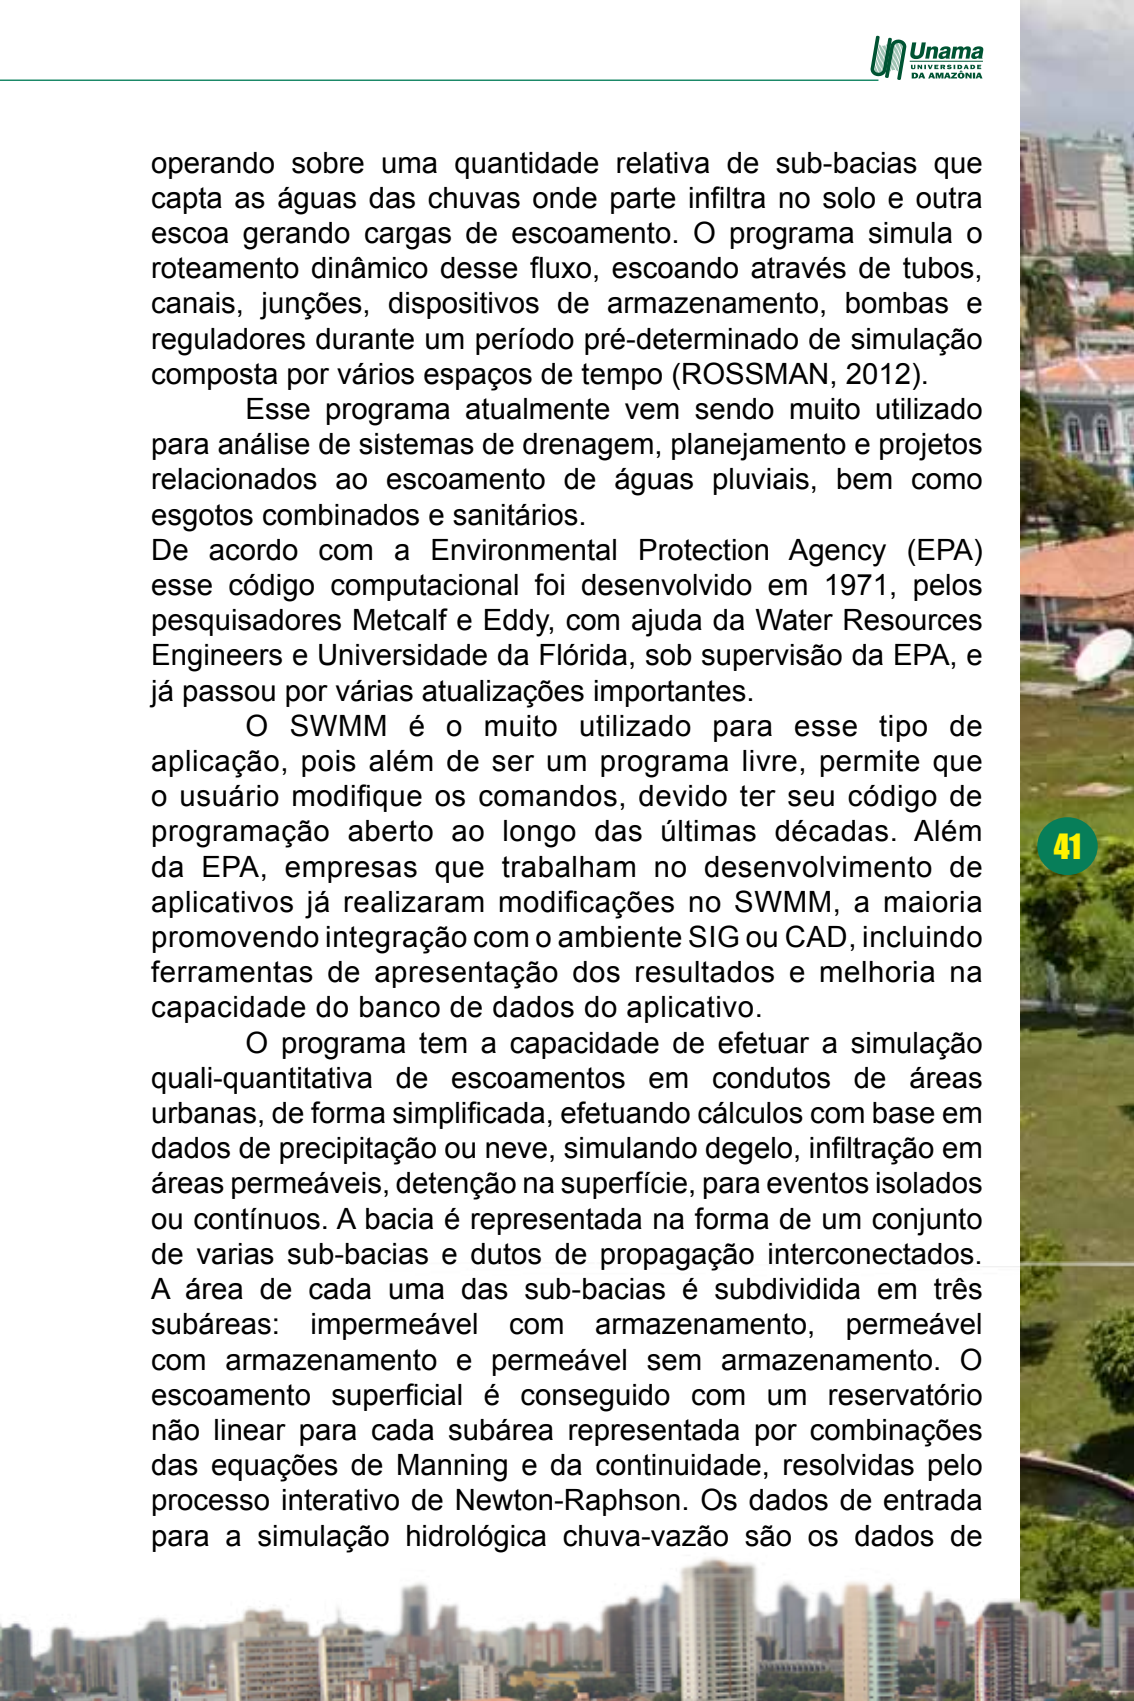 Unama
UNIVERSIDADE
DA AMAZÔNIA
operando sobre uma quantidade relativa de sub-bacias que
capta as águas das chuvas onde parte infiltra no solo e outra
escoa gerando cargas de escoamento. O programa simula o
roteamento dinâmico desse fluxo, escoando através de tubos,
canais, junções, dispositivos de armazenamento, bombas e
reguladores durante um período pré-determinado de simulação
composta por vários espaços de tempo (ROSSMAN, 2012).
Esse programa atualmente vem sendo muito utilizado
para análise de sistemas de drenagem, planejamento e projetos
relacionados ao escoamento de águas pluviais, bem como
esgotos combinados e sanitários.
De acordo com a Environmental Protection Agency (EPA)
esse código computacional foi desenvolvido em 1971, pelos
pesquisadores Metcalf e Eddy, com ajuda da Water Resources
Engineers e Universidade da Flórida, sob supervisão da EPA, e
já passou por várias atualizações importantes.
O SWMM é o muito utilizado para esse tipo de
aplicação, pois além de ser um programa livre, permite que
o usuário modifique os comandos, devido ter seu código de
programação aberto ao longo das últimas décadas. Além
da EPA, empresas que trabalham no desenvolvimento de
aplicativos já realizaram modificações no SWMM, a maioria
promovendo integração com o ambiente SIG ou CAD, incluindo
ferramentas de apresentação dos resultados e melhoria na
capacidade do banco de dados do aplicativo.
O programa tem a capacidade de efetuar a simulação
quali-quantitativa de escoamentos em condutos de áreas
urbanas, de forma simplificada, efetuando cálculos com base em
dados de precipitação ou neve, simulando degelo, infiltração em
áreas permeáveis, detenção na superfície, para eventos isolados
ou contínuos. A bacia é representada na forma de um conjunto
de varias sub-bacias e dutos de propagação interconectados.
A área de cada uma das sub-bacias é subdividida em três
subáreas: impermeável com armazenamento, permeável
com armazenamento e permeável sem armazenamento. O
escoamento superficial é conseguido com um reservatório
não linear para cada subárea representada por combinações
das equações de Manning e da continuidade, resolvidas pelo
processo interativo de Newton-Raphson. Os dados de entrada
para a simulação hidrológica chuva-vazão são os dados de
41